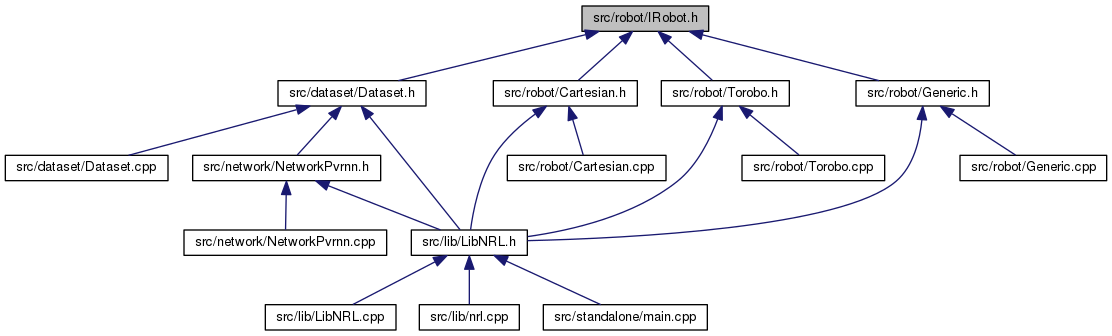 src/robot/IRobot.h
src/dataset/Dataset.h
src/robot/Cartesian.h
src/robot/Torobo.h
src/robot/Generic.h
src/dataset/Dataset.cpp
src/network/NetworkPvrnn.h
src/robot/Cartesian.cpp
src/robot/Torobo.cpp
src/robot/Generic.cpp
src/network/NetworkPvrnn.cpp
src/lib/LibNRL.h
src/lib/LibNRL.cpp
src/lib/nrl.cpp
src/standalone/main.cpp